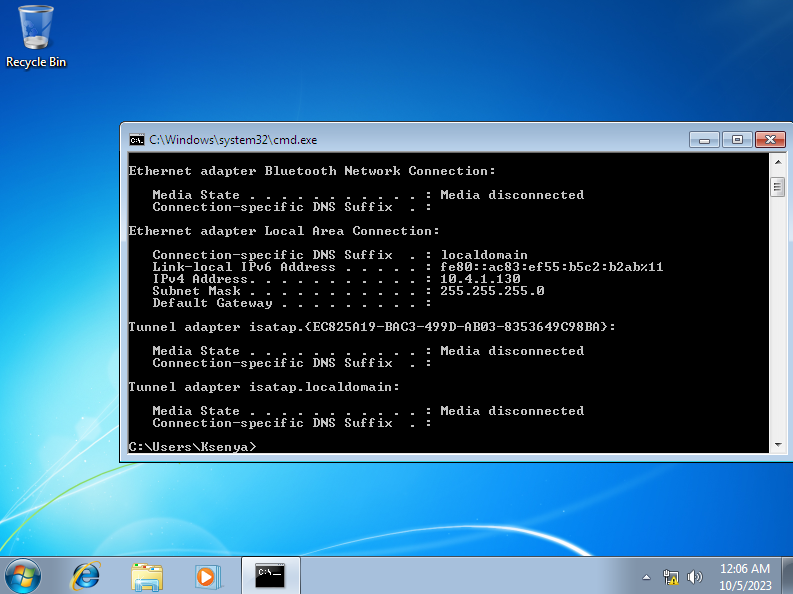 Recycle Bin
C:\Windows\system32\cmd.exe
Ethernet adapter Bluetooth Network Connection:
Media State . . . . . . . . . . . : Media disconnected
Connection-specific DNS Suffix  . :
Ethernet adapter Local Area Connection:
Connection-specific DNS Suffix  . : localdomain
Link-local IPv6 Address . . . . . : fe80::ac83:ef55:b5c2:b2ab%11
IPv4 Address. . . . . . . . . . . : 10.4.1.130
Subnet Mask . . . . . . . . . . . : 255.255.255.0
Default Gateway . . . . . . . . . :
Tunnel adapter isatap.{EC825A19-BAC3-499D-AB03-8353649C98BA}:
Media State . . . . . . . . . . . : Media disconnected
Connection-specific DNS Suffix  . :
Tunnel adapter isatap.localdomain:
Media State . . . . . . . . . . . : Media disconnected
Connection-specific DNS Suffix  . :
C:\Users\Ksenya>
12:06 AM
10/5/2023